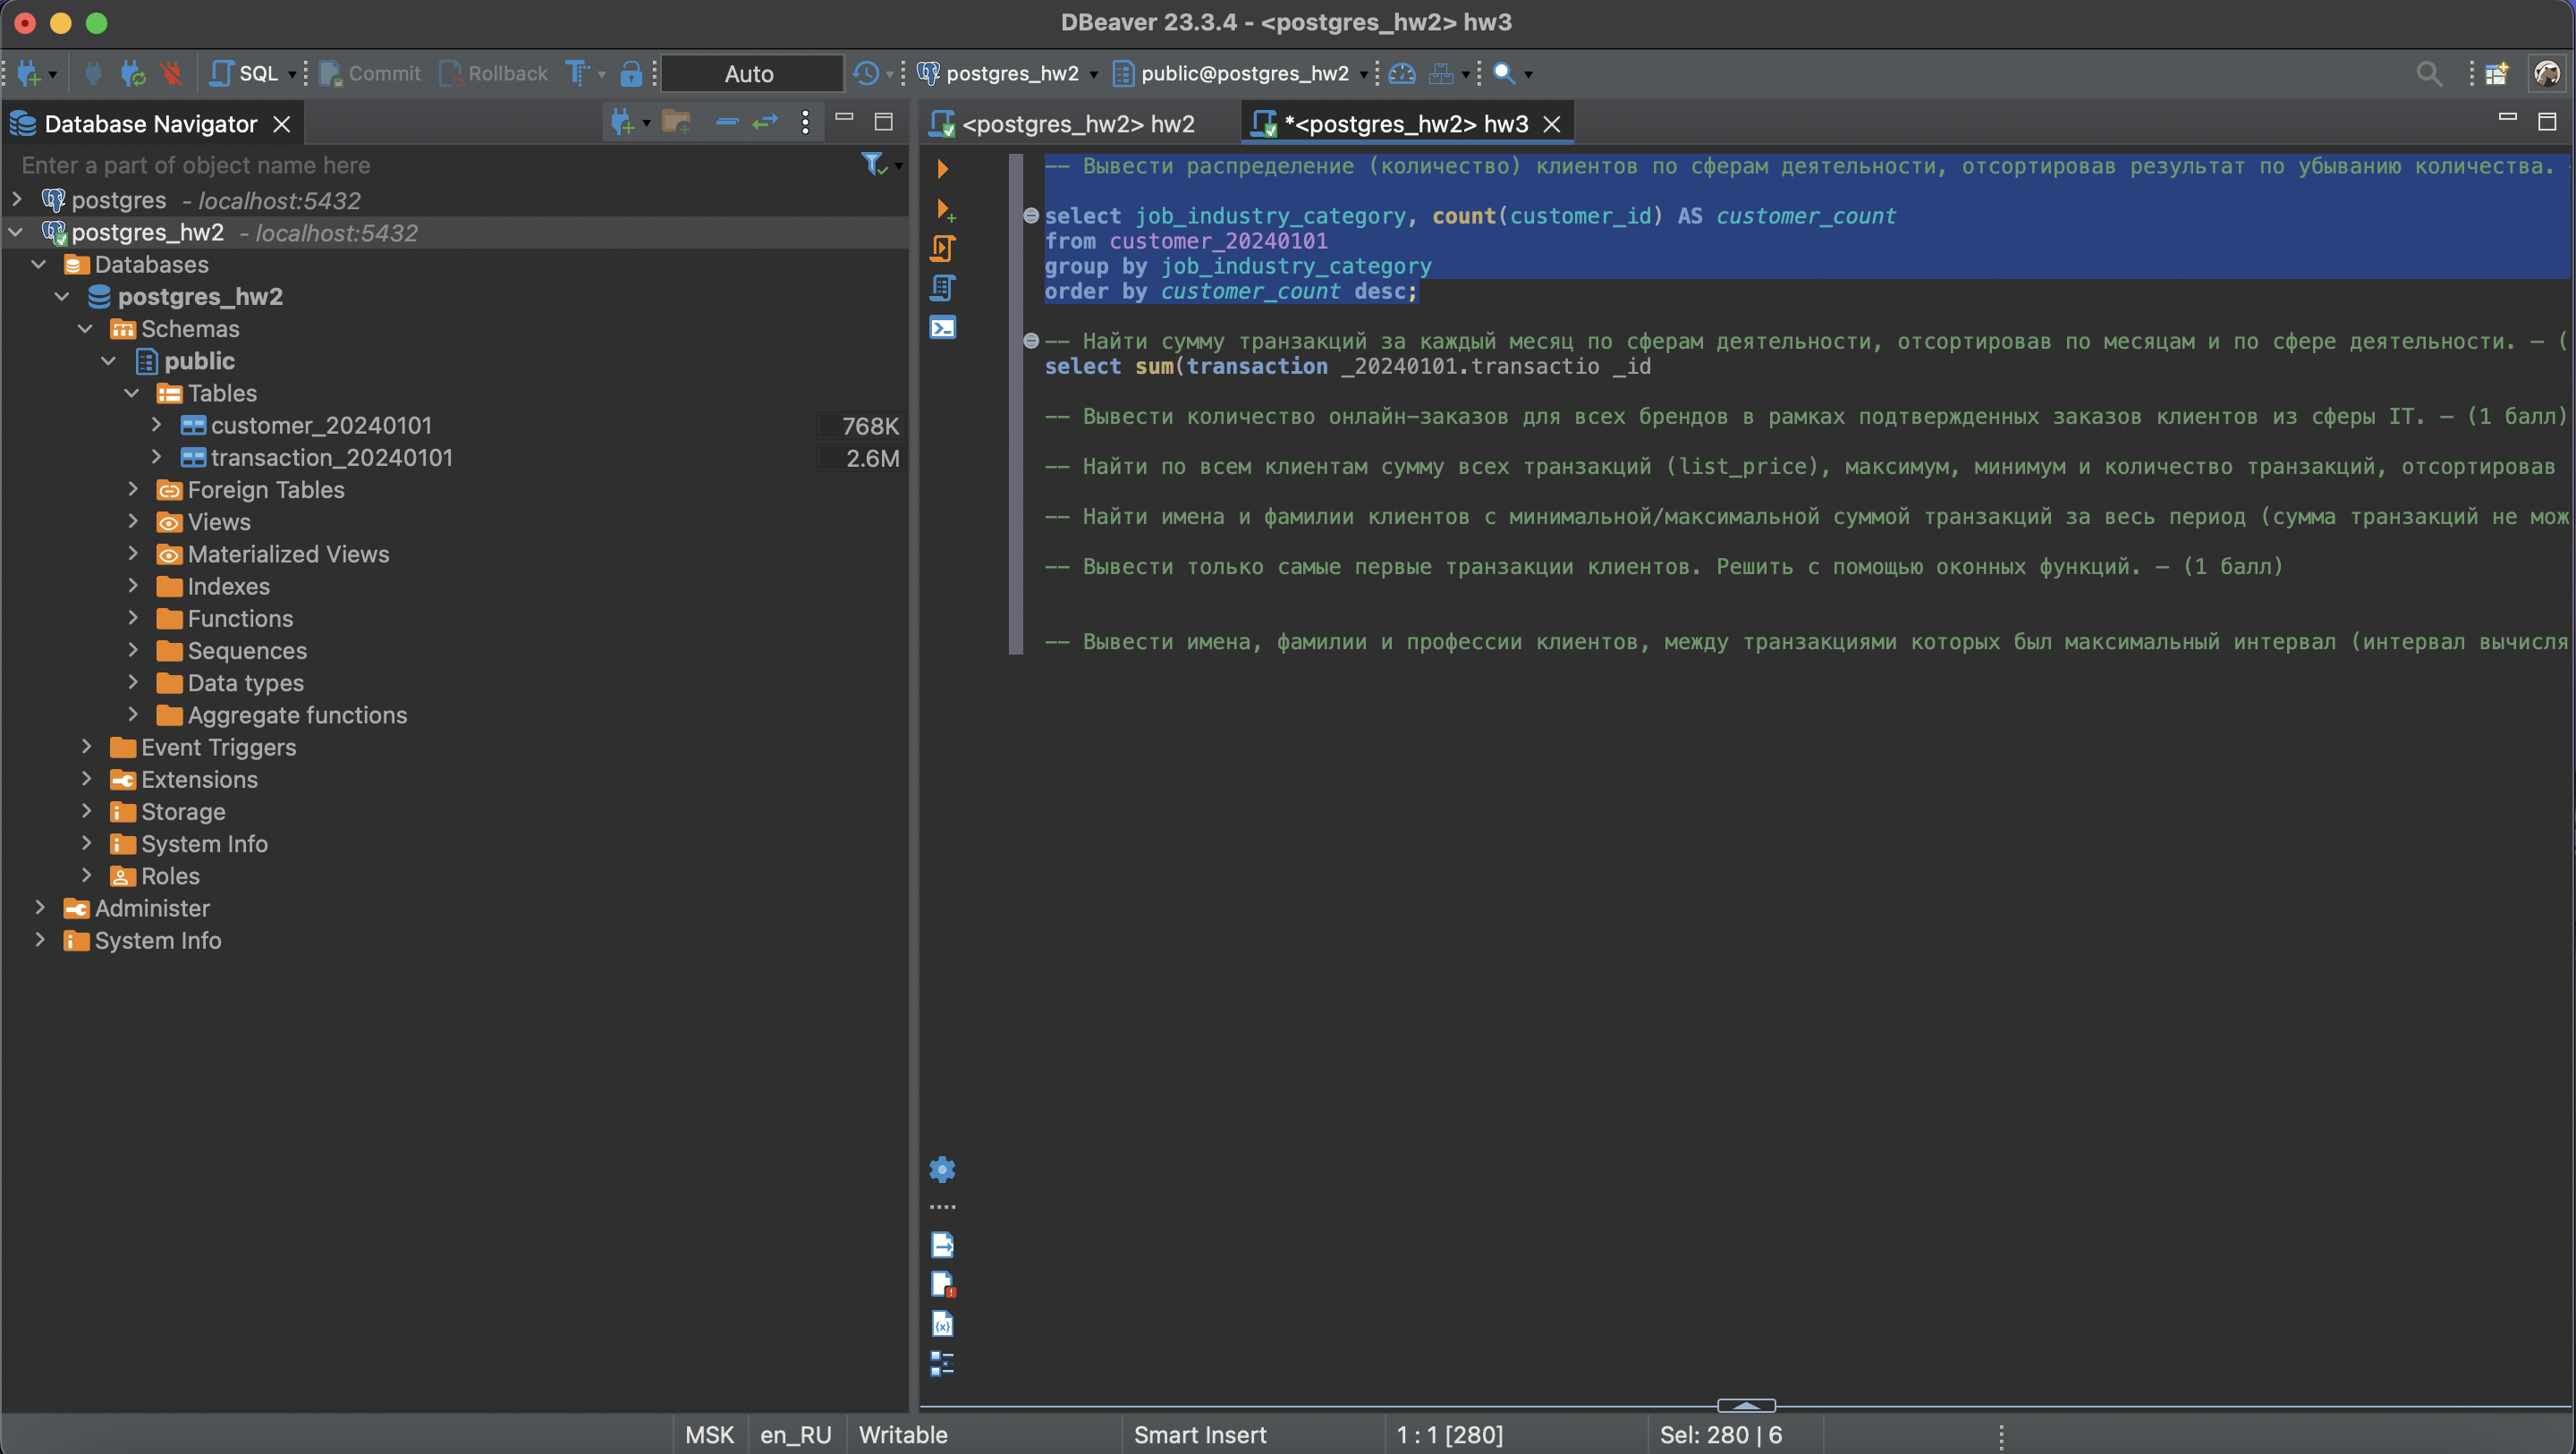 DBeaver 23.3.4 - <postgres_hw2> hw3
SQL Commit Rollback Auto postgres_hw2 public@postgres_hw2
Database Navigator
Enter a part of object name here
postgres - localhost:5432
postgres_hw2 - localhost:5432
Databases
postgres_hw2
Schemas
public
Tables
customer_20240101 768K
transaction_20240101 2.6M
Foreign Tables
Views
Materialized Views
Indexes
Functions
Sequences
Data types
Aggregate functions
Event Triggers
Extensions
Storage
System Info
Roles
Administer
System Info
<postgres_hw2> hw2
*<postgres_hw2> hw3
-- Вывести распределение (количество) клиентов по сферам деятельности, отсортировав результат по убыванию количества.
select job_industry_category, count(customer_id) AS customer_count
from customer_20240101
group by job_industry_category
order by customer_count desc;
-- Найти сумму транзакций за каждый месяц по сферам деятельности, отсортировав по месяцам и по сфере деятельности. — (
select sum(transaction _20240101.transactio _id
-- Вывести количество онлайн-заказов для всех брендов в рамках подтвержденных заказов клиентов из сферы IT. — (1 балл)
-- Найти по всем клиентам сумму всех транзакций (list_price), максимум, минимум и количество транзакций, отсортировав
-- Найти имена и фамилии клиентов с минимальной/максимальной суммой транзакций за весь период (сумма транзакций не мож
-- Вывести только самые первые транзакции клиентов. Решить с помощью оконных функций. — (1 балл)
-- Вывести имена, фамилии и профессии клиентов, между транзакциями которых был максимальный интервал (интервал вычисля
MSK en_RU Writable Smart Insert 1 : 1 [280] Sel: 280 | 6